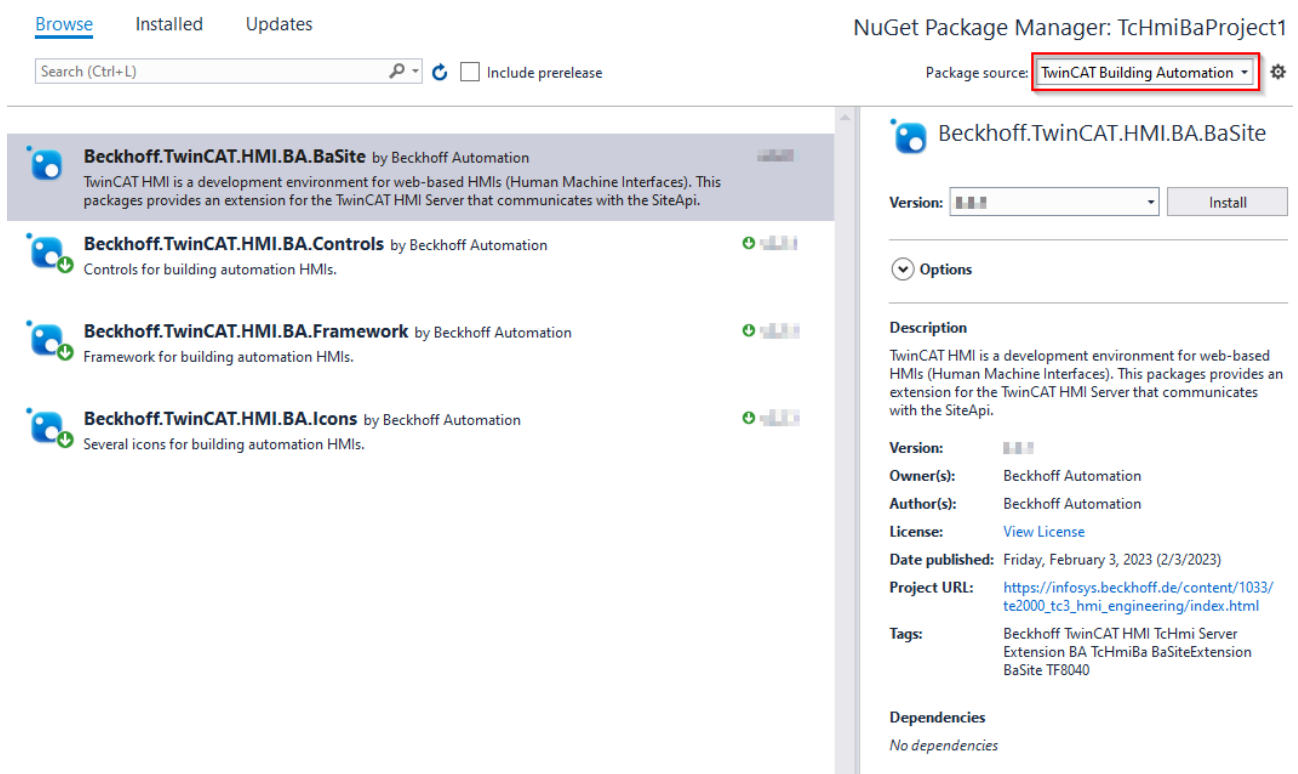 Browse Installed Updates
NuGet Package Manager: TcHmiBaProject1
Search (Ctrl+L)
Include prerelease
Package source: TwinCAT Building Automation
Beckhoff.TwinCAT.HMI.BA.BaSite by Beckhoff Automation
TwinCAT HMI is a development environment for web-based HMIs (Human Machine Interfaces). This
packages provides an extension for the TwinCAT HMI Server that communicates with the SiteApi.
Beckhoff.TwinCAT.HMI.BA.Controls by Beckhoff Automation
Controls for building automation HMIs.
Beckhoff.TwinCAT.HMI.BA.Framework by Beckhoff Automation
Framework for building automation HMIs.
Beckhoff.TwinCAT.HMI.BA.Icons by Beckhoff Automation
Several icons for building automation HMIs.
Beckhoff.TwinCAT.HMI.BA.BaSite
Version:
Install
Options
Description
TwinCAT HMI is a development environment for web-based
HMIs (Human Machine Interfaces). This packages provides an
extension for the TwinCAT HMI Server that communicates
with the SiteApi.
Version:
Owner(s): Beckhoff Automation
Author(s): Beckhoff Automation
License: View License
Date published: Friday, February 3, 2023 (2/3/2023)
Project URL: https://infosys.beckhoff.de/content/1033/
te2000_tc3_hmi_engineering/index.html
Tags: Beckhoff TwinCAT HMI TcHmi Server
Extension BA TcHmiBa BaSiteExtension
BaSite TF8040
Dependencies
No dependencies